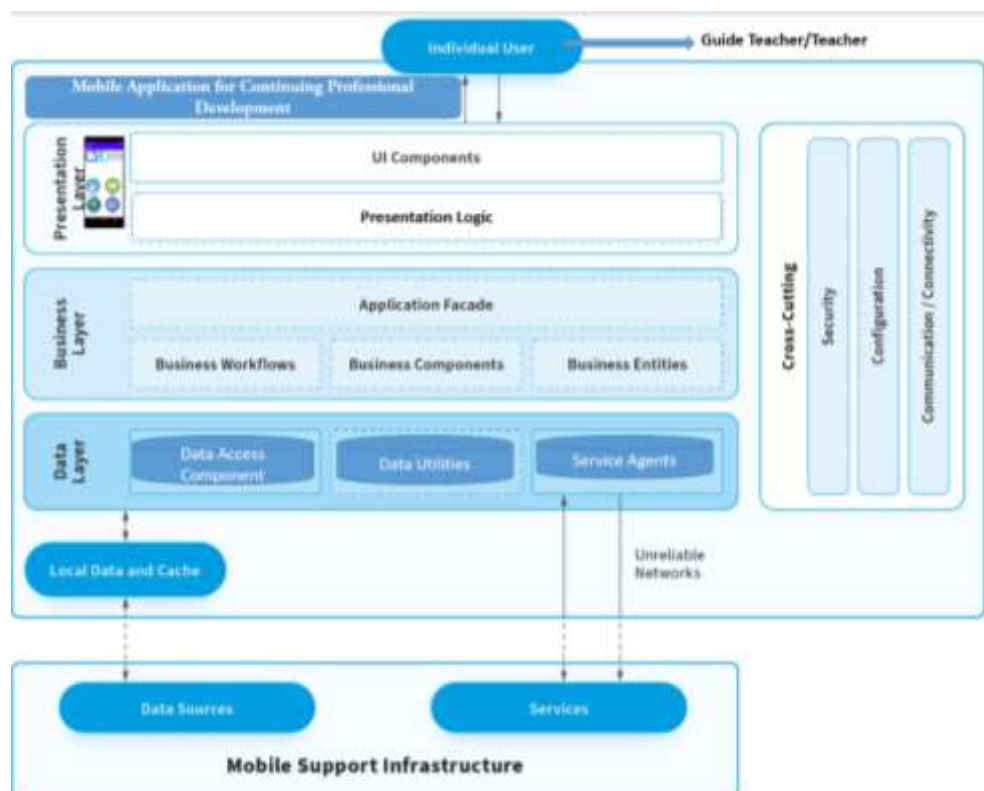 Individual User
Guide Teacher/Teacher
Mobile Application for Continuing Professional
Development
Presentation
Layer
UI Components
Presentation Logic
Business
Layer
Application Facade
Business Workflows
Business Components
Business Entities
Data
Layer
Data Access
Component
Data Utilities
Service Agents
Cross-Cutting
Security
Configuration
Communication / Connectivity
Local Data and Cache
Unreliable
Networks
Data Sources
Services
Mobile Support Infrastructure